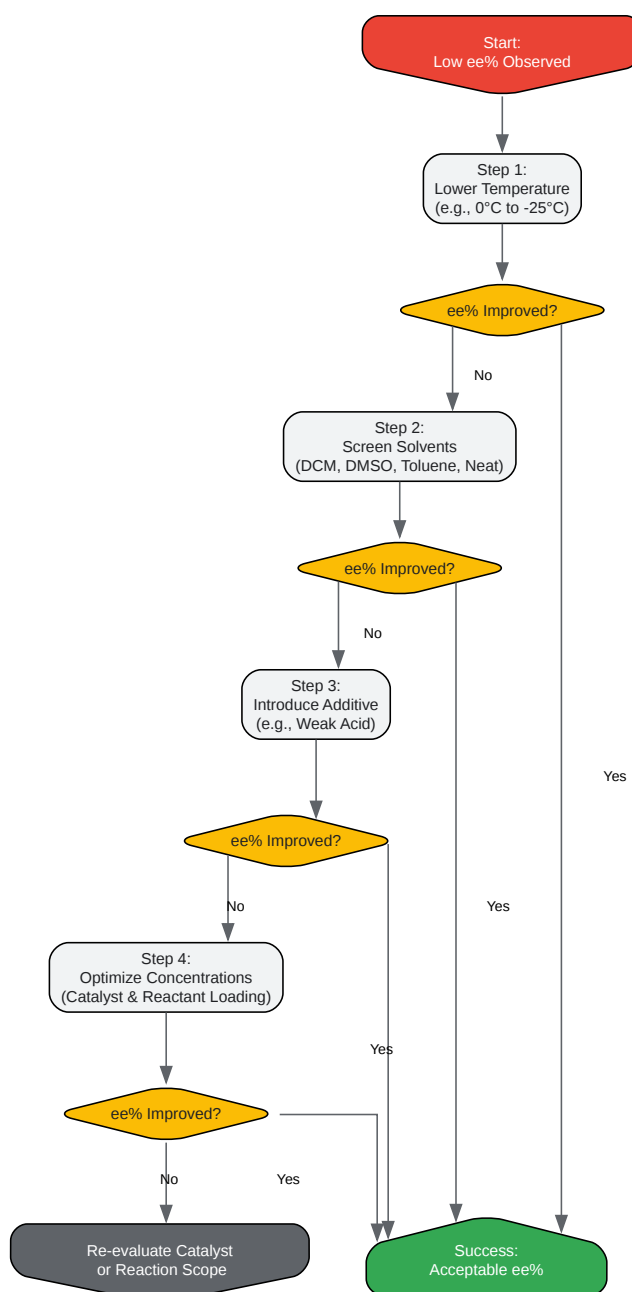 Start:
Low ee% Observed
Step 1:
Lower Temperature
(e.g., 0°C to -25°C)
ee% Improved?
No
Step 2:
Screen Solvents
(DCM, DMSO, Toluene, Neat)
ee% Improved?
No
Step 3:
Introduce Additive
(e.g., Weak Acid)
Yes
ee% Improved?
No
Yes
Step 4:
Optimize Concentrations
(Catalyst & Reactant Loading)
Yes
ee% Improved?
No
Yes
Re-evaluate Catalyst
or Reaction Scope
Success:
Acceptable ee%